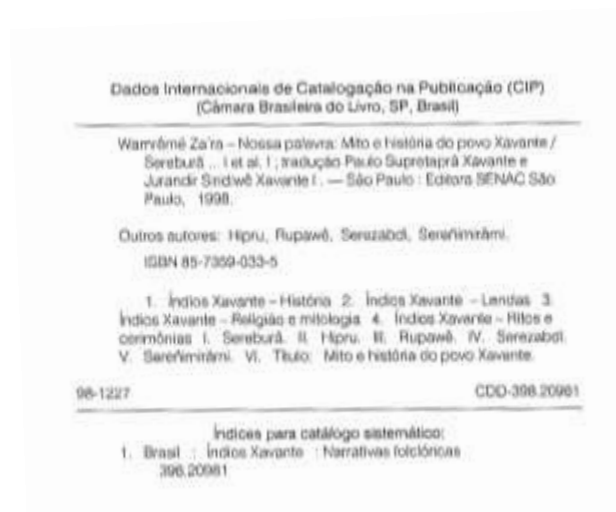 Dados Internacionais de Catalogação na Publicação (CIP)
(Câmara Brasileira do Livro, SP, Brasil)
Wamrêmé Za'ra – Nossa palavra: Mito e história do povo Xavante /
Sereburã ... [et al.] ; tradução Paulo Supretaprã Xavante e
Jurandir Siridiwê Xavante]. — São Paulo : Editora SENAC São
Paulo, 1998.
Outros autores: Hipru, Rupawê, Serezabdi, Sereñimirãmi.
ISBN 85-7359-033-5
1. Índios Xavante – História 2. Índios Xavante – Lendas 3.
Índios Xavante – Religião e mitologia 4. Índios Xavante – Ritos e
cerimônias I. Sereburã. II. Hipru. III. Rupawê. IV. Serezabdi.
V. Sereñimirãmi. VI. Título: Mito e história do povo Xavante.
98-1227 CDD-398.20981
Índices para catálogo sistemático:
1. Brasil : Índios Xavante : Narrativas folclóricas
398.20981